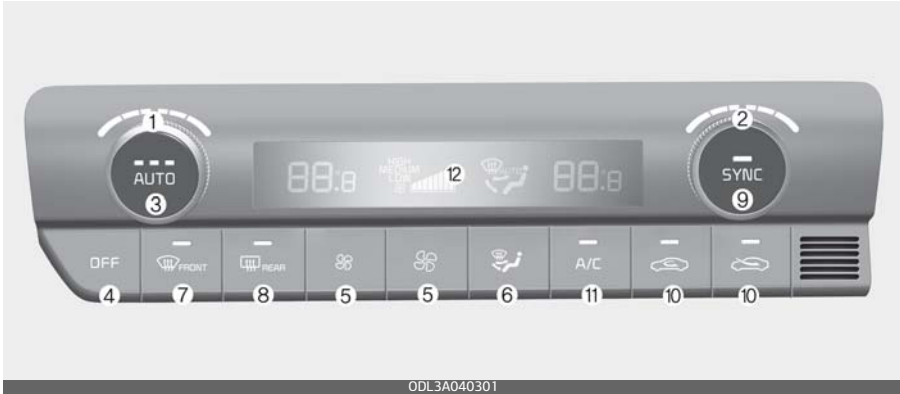 ① ②
AUTO
③
88:8
HIGH
MEDIUM
LOW
⑫
AUTO
88:8
SYNC
⑨
OFF FRONT REAR A/C
④ ⑦ ⑧ ⑤ ⑤ ⑥ ⑪ ⑩ ⑩
ODL3A040301